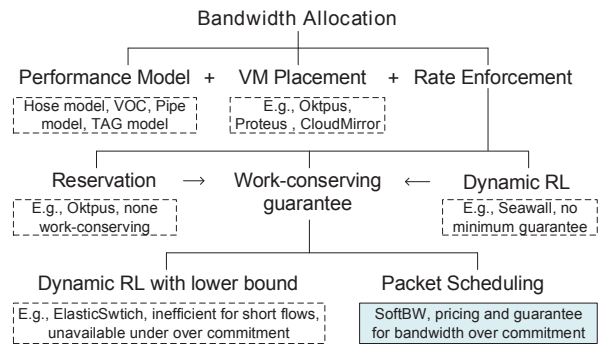 Bandwidth Allocation
Performance Model + VM Placement + Rate Enforcement
Hose model, VOC, Pipe
model, TAG model
E.g., Oktpus,
Proteus , CloudMirror
Reservation → Work-conserving ← Dynamic RL
guarantee
E.g., Oktpus, none
work-conserving
E.g., Seawall, no
minimum guarantee
Dynamic RL with lower bound
Packet Scheduling
E.g., ElasticSwtich, inefficient for short flows,
unavailable under over commitment
SoftBW, pricing and guarantee
for bandwidth over commitment